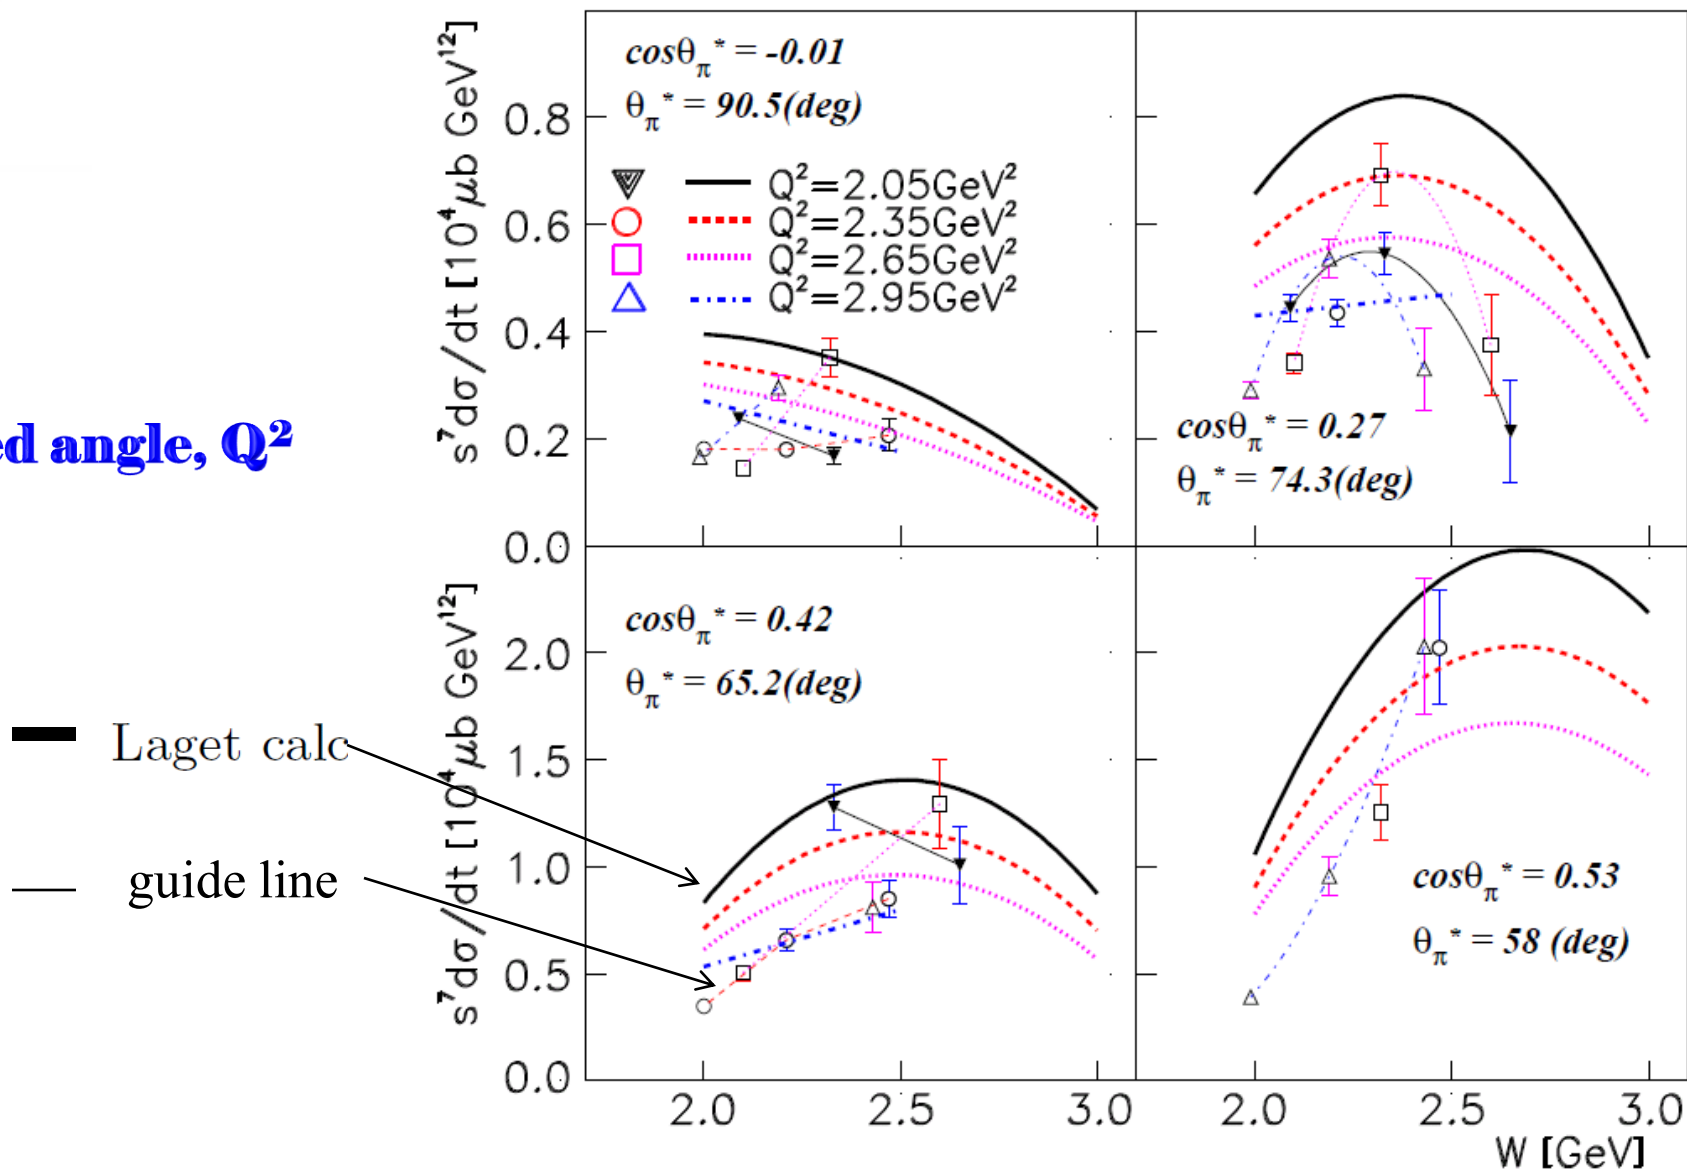 cosθπ* = -0.01
θπ* = 90.5(deg)
Q²=2.05GeV²
Q²=2.35GeV²
Q²=2.65GeV²
Q²=2.95GeV²
s⁷dσ/dt [10⁴μb GeV¹²]
0.8
0.6
0.4
0.2
0.0
cosθπ* = 0.27
θπ* = 74.3(deg)
angle, Q²
cosθπ* = 0.42
θπ* = 65.2(deg)
s⁷dσ/dt [10⁴μb GeV¹²]
2.0
1.5
1.0
0.5
0.0
cosθπ* = 0.53
θπ* = 58 (deg)
Laget calc
guide line
2.0 2.5 3.0 2.0 2.5 3.0
W [GeV]